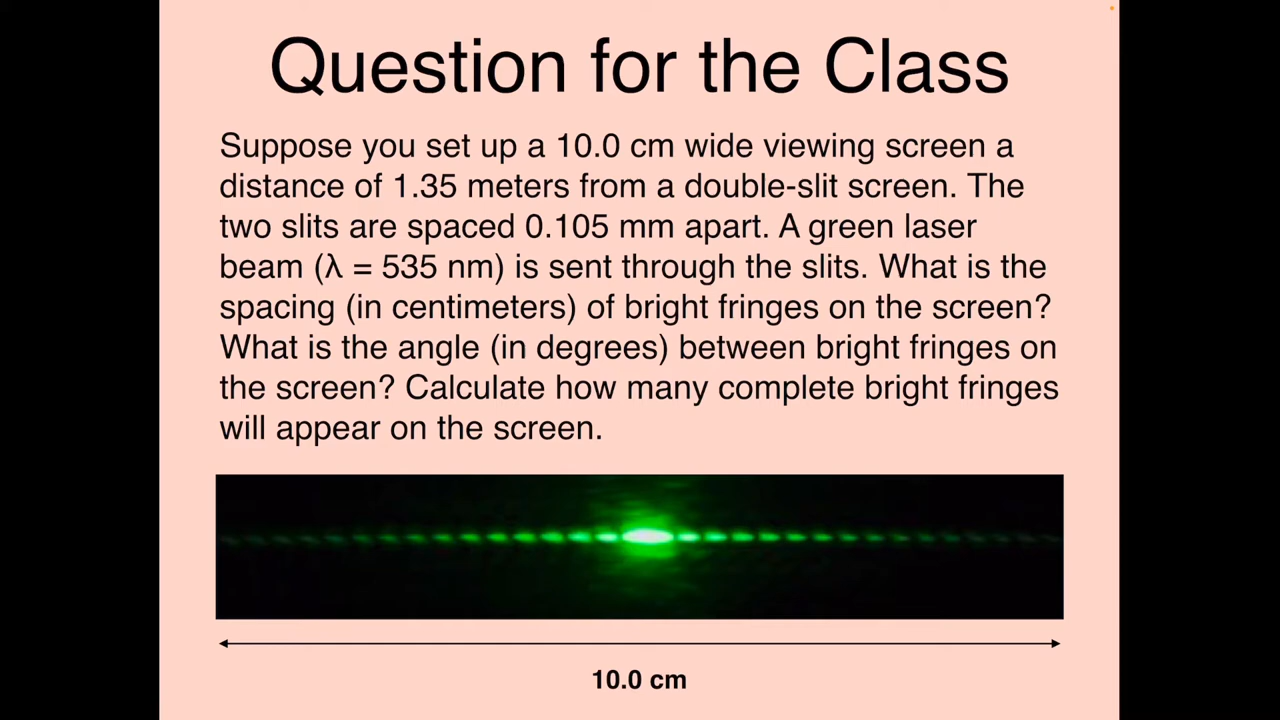 Question for the Class
Suppose you set up a 10.0 cm wide viewing screen a
distance of 1.35 meters from a double-slit screen. The
two slits are spaced 0.105 mm apart. A green laser
beam (λ = 535 nm) is sent through the slits. What is the
spacing (in centimeters) of bright fringes on the screen?
What is the angle (in degrees) between bright fringes on
the screen? Calculate how many complete bright fringes
will appear on the screen.
10.0 cm